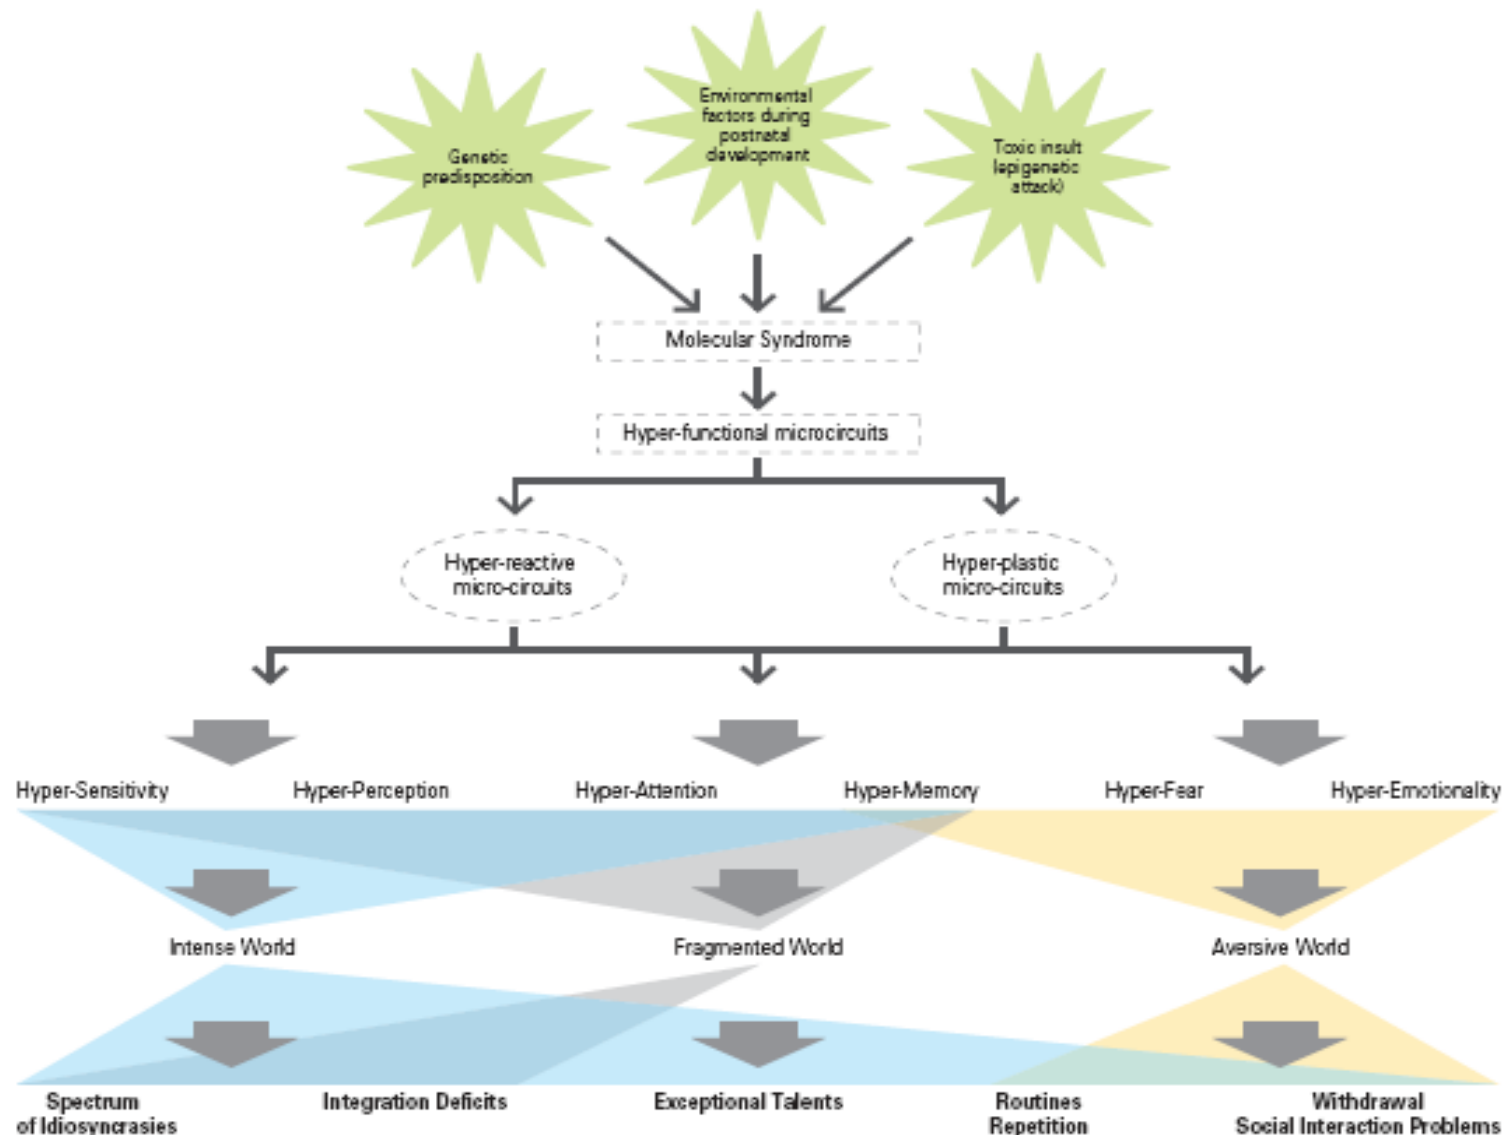 Genetic
predisposition
Environmental
factors during
postnatal
development
Toxic insult
(epigenetic
attack)
Molecular Syndrome
Hyper-functional microcircuits
Hyper-reactive
micro-circuits
Hyper-plastic
micro-circuits
Hyper-Sensitivity
Hyper-Perception
Hyper-Attention
Hyper-Memory
Hyper-Fear
Hyper-Emotionality
Intense World
Fragmented World
Aversive World
Spectrum
of Idiosyncrasies
Integration Deficits
Exceptional Talents
Routines
Repetition
Withdrawal
Social Interaction Problems